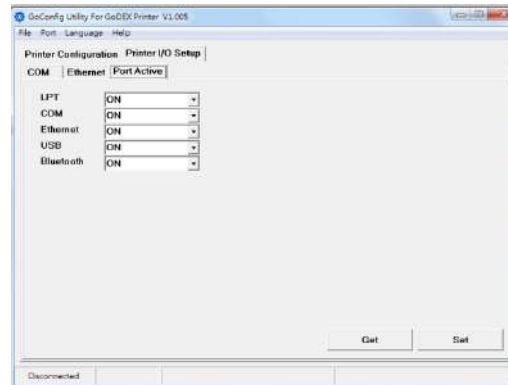 GoConfig Utility For GoDEX Printer V1.005
File Port Language Help
Printer Configuration Printer I/O Setup
COM Ethernet Port Active
LPT ON
COM ON
Ethernet ON
USB ON
Bluetooth ON
Get Set
Disconnected